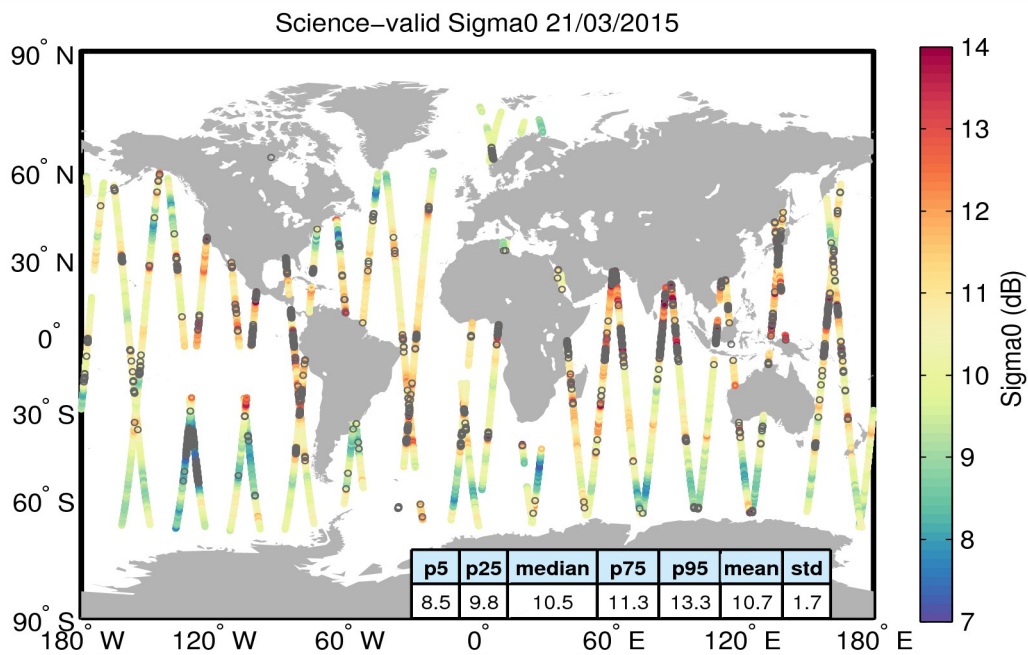 Science−valid Sigma0 21/03/2015
90° N
60° N
30° N
0°
30° S
60° S
90° S
180° W
120° W
60° W
0°
60° E
120° E
180° E
p5 p25 median p75 p95 mean std
8.5 9.8 10.5 11.3 13.3 10.7 1.7
14
13
12
11
10
9
8
7
Sigma0 (dB)